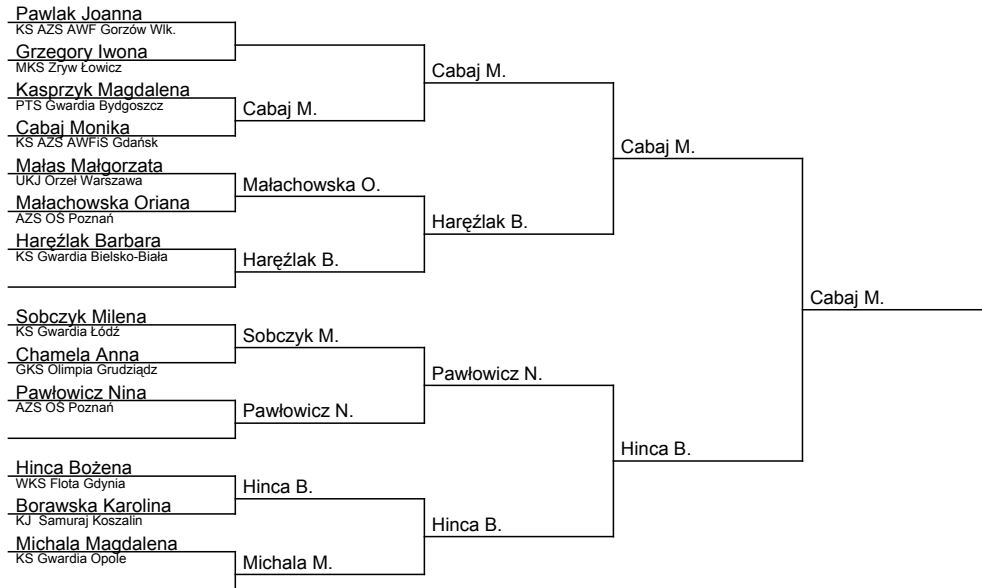 Pawlak Joanna
KS AZS AWF Gorzów Wlk.
Grzegory Iwona
MKS Zryw Łowicz
Cabaj M.
Kasprzyk Magdalena
PTS Gwardia Bydgoszcz
Cabaj M.
Cabaj Monika
KS AZS AWFiS Gdańsk
Cabaj M.
Małas Małgorzata
UKJ Orzeł Warszawa
Małachowska O.
Małachowska Oriana
AZS OŚ Poznań
Haręźlak B.
Haręźlak Barbara
KS Gwardia Bielsko-Biała
Haręźlak B.
Cabaj M.
Sobczyk Milena
KS Gwardia Łódź
Sobczyk M.
Chamela Anna
GKS Olimpia Grudziądz
Pawłowicz N.
Pawłowicz Nina
AZS OŚ Poznań
Pawłowicz N.
Hinca B.
Hinca Bożena
WKS Flota Gdynia
Hinca B.
Borawska Karolina
KJ  Samuraj Koszalin
Hinca B.
Michala Magdalena
KS Gwardia Opole
Michala M.